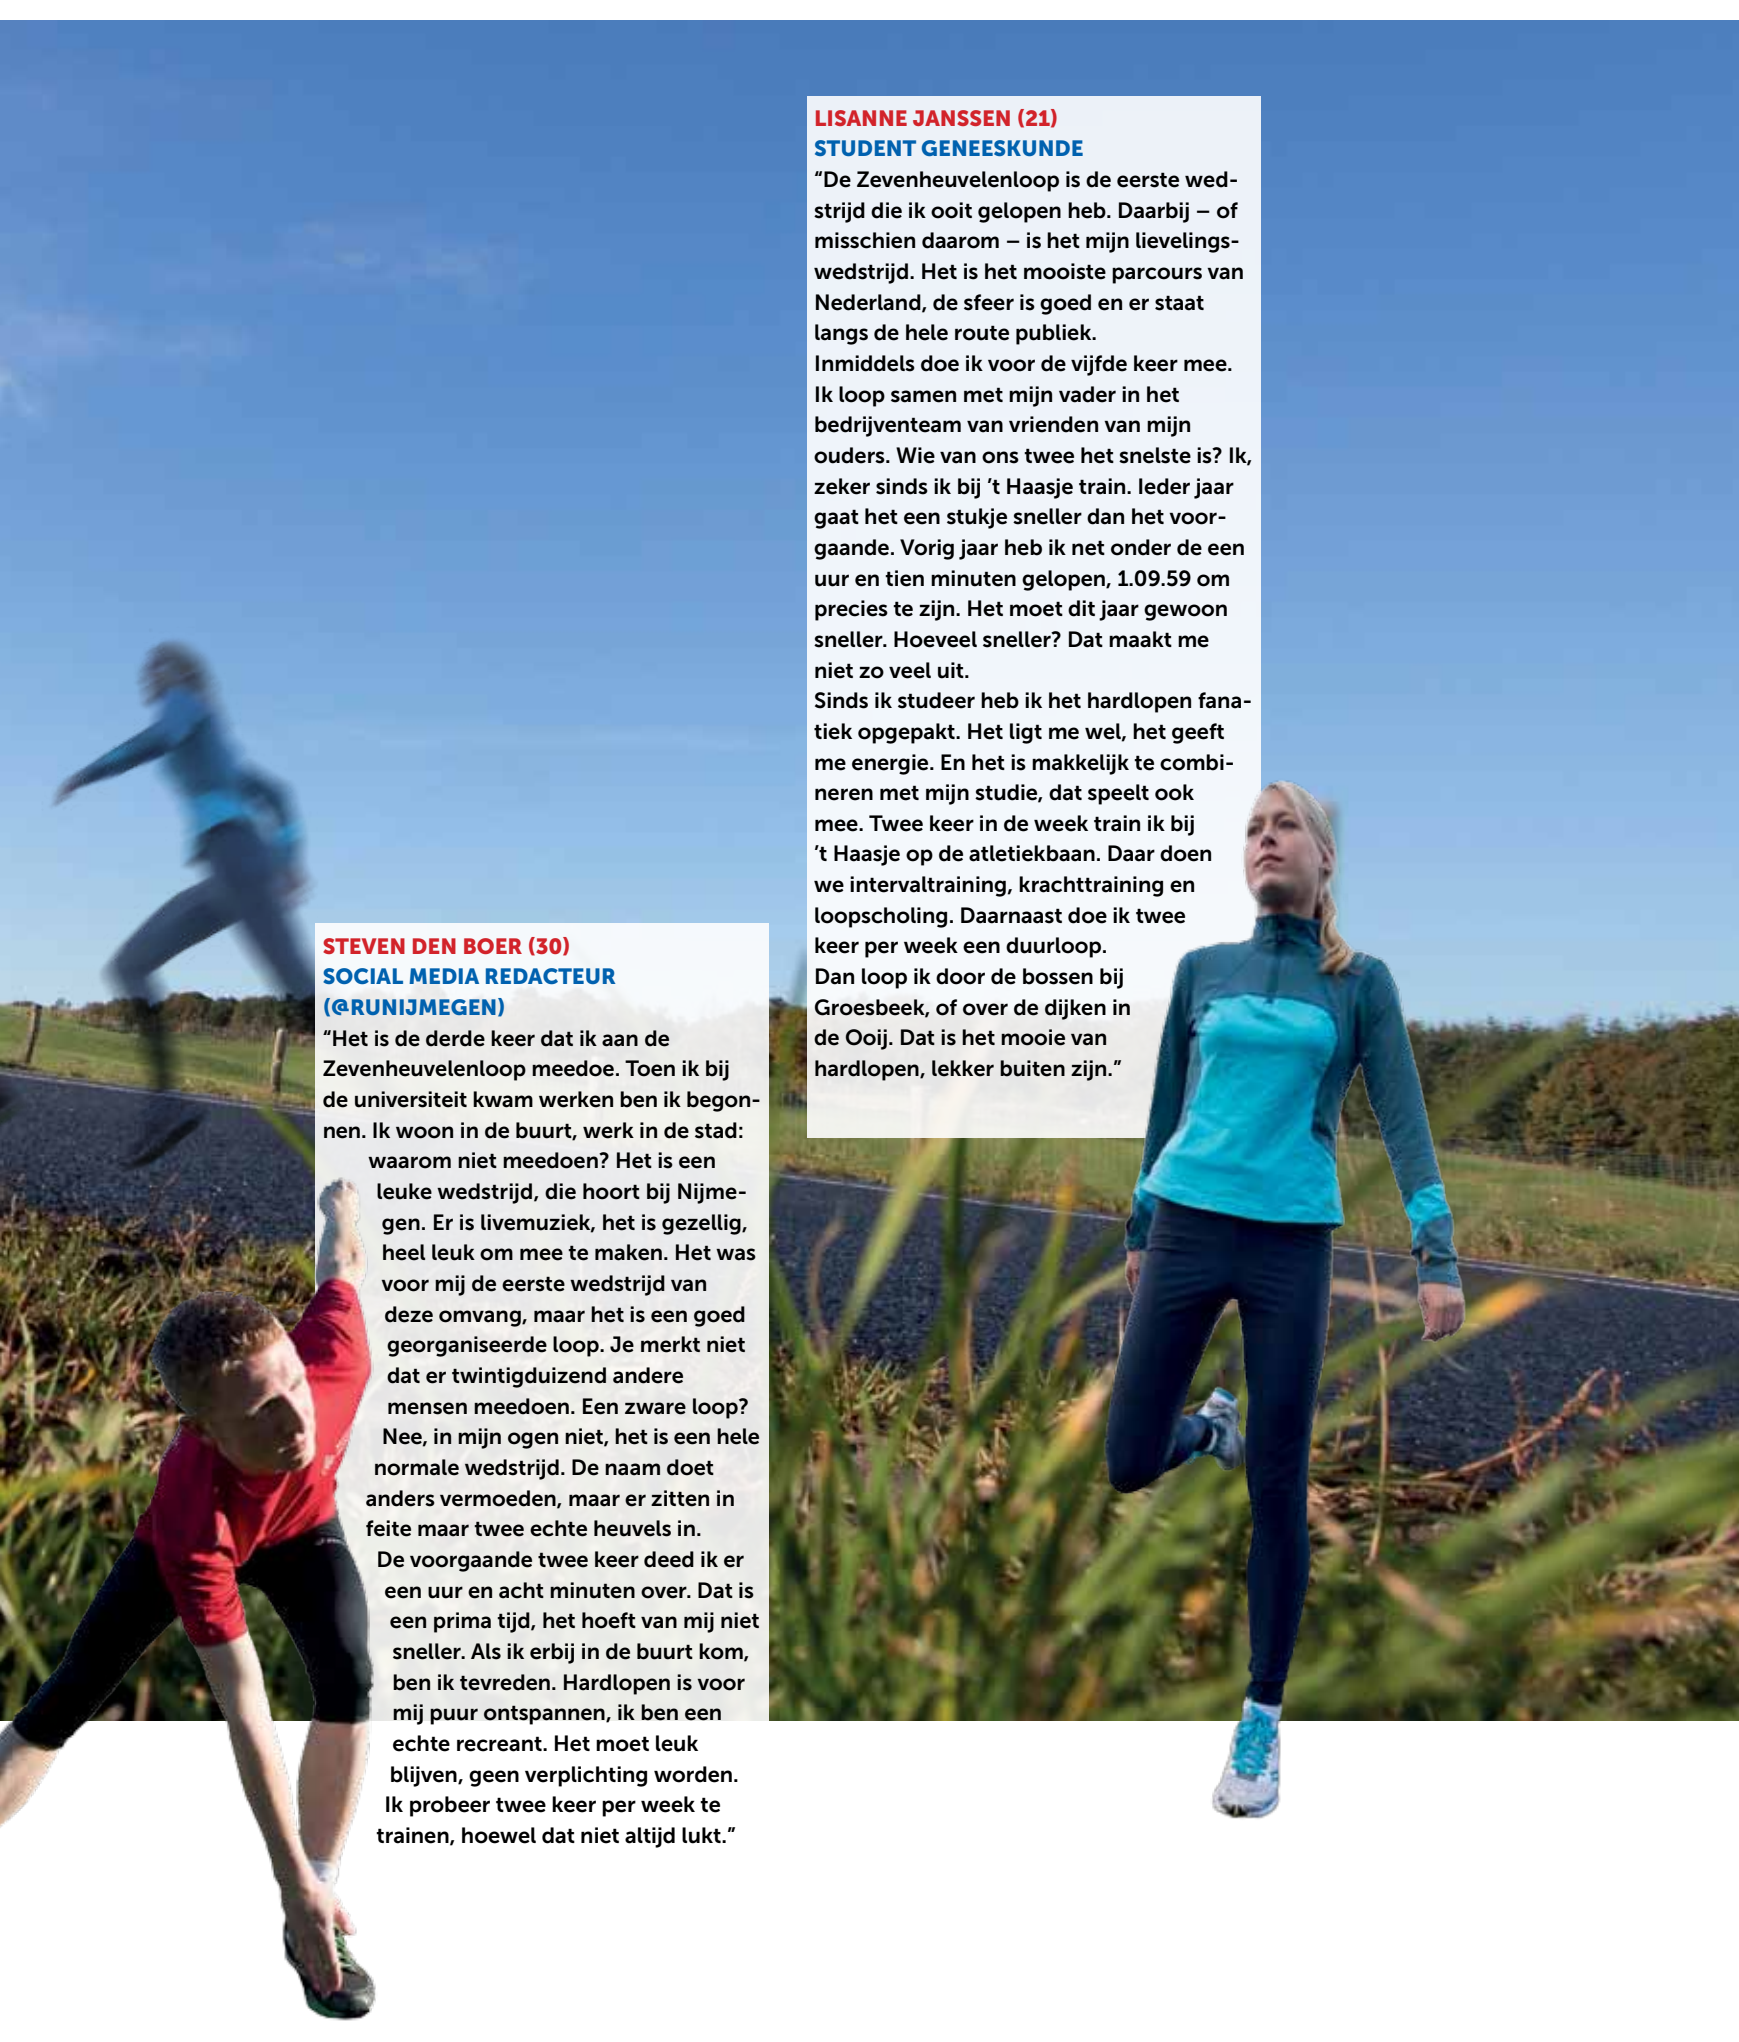 LISANNE JANSSEN (21)
STUDENT GENEESKUNDE
“De Zevenheuvelenloop is de eerste wed-
strijd die ik ooit gelopen heb. Daarbij – of
misschien daarom – is het mijn lievelings-
wedstrijd. Het is het mooiste parcours van
Nederland, de sfeer is goed en er staat
langs de hele route publiek.
Inmiddels doe ik voor de vijfde keer mee.
Ik loop samen met mijn vader in het
bedrijventeam van vrienden van mijn
ouders. Wie van ons twee het snelste is? Ik,
zeker sinds ik bij ’t Haasje train. Ieder jaar
gaat het een stukje sneller dan het voor-
gaande. Vorig jaar heb ik net onder de een
uur en tien minuten gelopen, 1.09.59 om
precies te zijn. Het moet dit jaar gewoon
sneller. Hoeveel sneller? Dat maakt me
niet zo veel uit.
Sinds ik studeer heb ik het hardlopen fana-
tiek opgepakt. Het ligt me wel, het geeft
me energie. En het is makkelijk te combi-
neren met mijn studie, dat speelt ook
mee. Twee keer in de week train ik bij
’t Haasje op de atletiekbaan. Daar doen
we intervaltraining, krachttraining en
loopscholing. Daarnaast doe ik twee
keer per week een duurloop.
Dan loop ik door de bossen bij
Groesbeek, of over de dijken in
de Ooij. Dat is het mooie van
hardlopen, lekker buiten zijn.”
STEVEN DEN BOER (30)
SOCIAL MEDIA REDACTEUR
(@RUNIJMEGEN)
“Het is de derde keer dat ik aan de
Zevenheuvelenloop meedoe. Toen ik bij
de universiteit kwam werken ben ik begon-
nen. Ik woon in de buurt, werk in de stad:
waarom niet meedoen? Het is een
leuke wedstrijd, die hoort bij Nijme-
gen. Er is livemuziek, het is gezellig,
heel leuk om mee te maken. Het was
voor mij de eerste wedstrijd van
deze omvang, maar het is een goed
georganiseerde loop. Je merkt niet
dat er twintigduizend andere
mensen meedoen. Een zware loop?
Nee, in mijn ogen niet, het is een hele
normale wedstrijd. De naam doet
anders vermoeden, maar er zitten in
feite maar twee echte heuvels in.
De voorgaande twee keer deed ik er
een uur en acht minuten over. Dat is
een prima tijd, het hoeft van mij niet
sneller. Als ik erbij in de buurt kom,
ben ik tevreden. Hardlopen is voor
mij puur ontspannen, ik ben een
echte recreant. Het moet leuk
blijven, geen verplichting worden.
Ik probeer twee keer per week te
trainen, hoewel dat niet altijd lukt.”